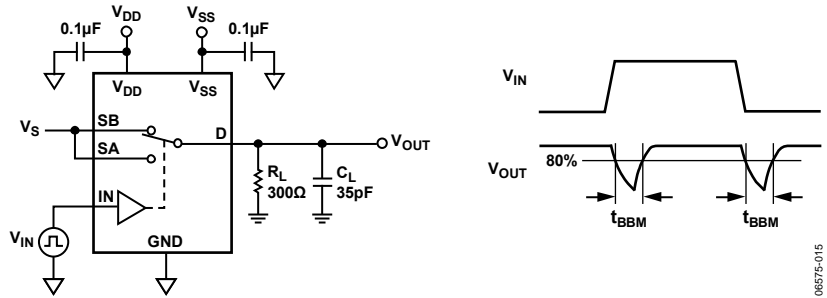 VDD
VSS
0.1µF
0.1µF
VDD
VSS
VS
SB
D
VOUT
SA
RL
300Ω
CL
35pF
IN
VIN
GND
VIN
VOUT
80%
tBBM
tBBM
06575-015